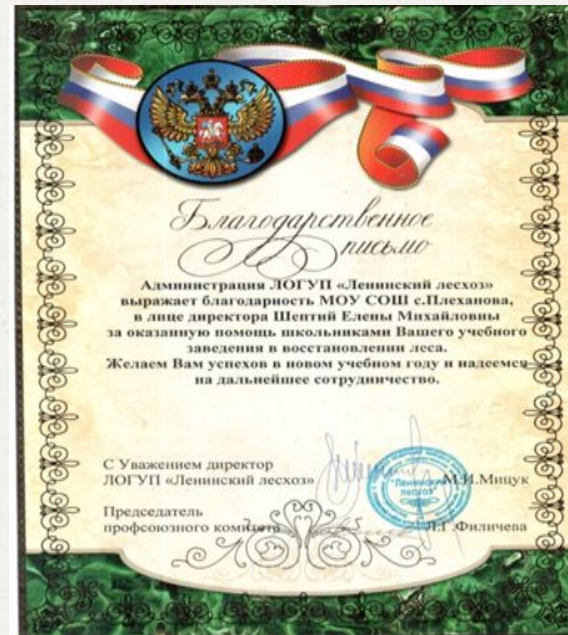 Благодарственное
письмо
Администрация ЛОГУП «Ленинский лесхоз»
выражает благодарность МОУ СОШ с.Плеханова,
в лице директора Шептий Елены Михайловны
за оказанную помощь школьниками Вашего учебного
заведения в восстановлении леса.
Желаем Вам успехов в новом учебном году и надеемся
на дальнейшее сотрудничество.
С Уважением директор
ЛОГУП «Ленинский лесхоз» М.И.Мицук
"Ленинский
лесхоз"
Председатель
профсоюзного комитета Л.Г.Филичева